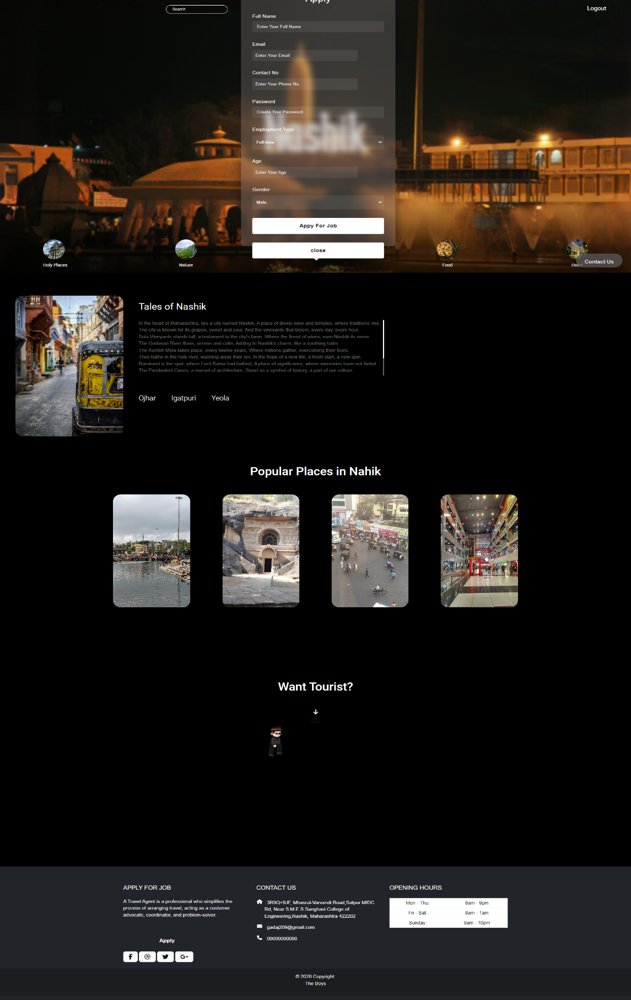 Search
Apply
Logout
Full Name
Enter Your Full Name
Email
Enter Your Email
Contact No
Enter Your Phone No.
Password
Create Your Password
Nashik
Employment Type
Full-time
Age
Enter Your Age
Gender
Male
Appy For Job
close
Holy Places
Nature
Food
Contact Us
Tales of Nashik
In the heart of Maharashtra, lies a city named Nashik, A place of divine wine and temples, where traditions mix.
The city is known for its grapes, sweet and sour, And the vineyards that bloom, every day, every hour.
Sula Vineyards stands tall, a testament to the city's fame, Where the finest of wines, earn Nashik its name
The Godavari River flows, serene and calm, Adding to Nashik's charm, like a soothing balm
The Kumbh Mela takes place, every twelve years, Where millions gather, overcoming their fears.
They bathe in the holy river, washing away their sin, In the hope of a new life, a fresh start, a new spin.
Ramkund is the spot, where Lord Rama had bathed, A place of significance, where memories have not faded
The Pandavleni Caves, a marvel of architecture, Stand as a symbol of history, a part of our culture
Ojhar
Igatpuri
Yeola
Popular Places in Nahik
Want Tourist?
Yes
APPLY FOR JOB
A Travel Agent is a professional who simplifies the
process of arranging travel, acting as a customer
advocate, coordinator, and problem-solver.
Apply
CONTACT US
3R9Q+9JF, Mhasrul-Varvandi Road,Satpur MIDC
Rd, Near S.M.E.S.Sanghavi College of
Engineering,Nashik, Maharashtra 422202
gadaj209@gmail.com
00000000000
OPENING HOURS
Mon - Thu: 8am - 9pm
Fri - Sat: 8am - 1am
Sunday: 9am - 10pm
© 2020 Copyright:
The Boys